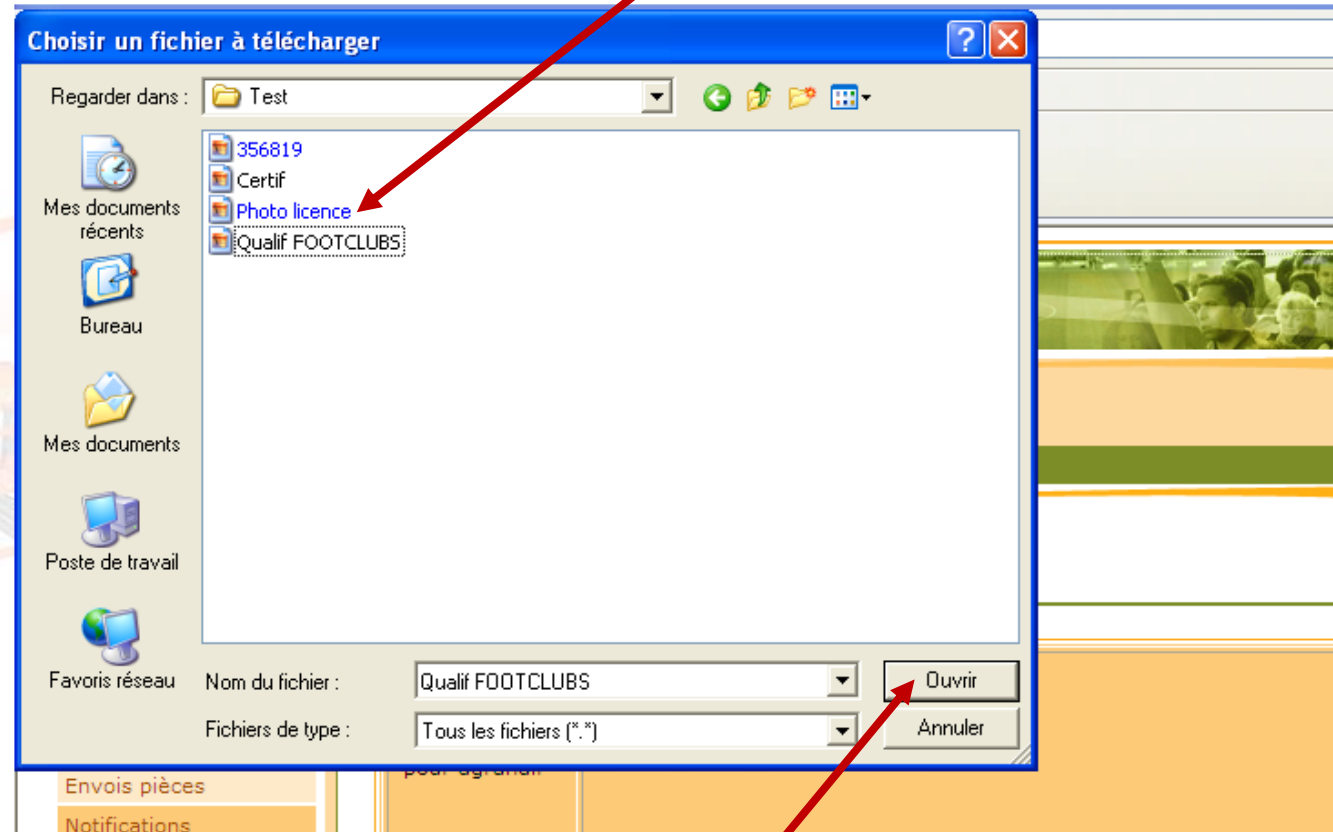 Choisir un fichier à télécharger
Regarder dans :
Test
356819
Certif
Photo licence
Qualif FOOTCLUBS
Mes documents
récents
Bureau
Mes documents
Poste de travail
Favoris réseau
Nom du fichier :
Qualif FOOTCLUBS
Ouvrir
Fichiers de type :
Tous les fichiers (*.*)
Annuler
pour agrandir
Envois pièces
Notifications